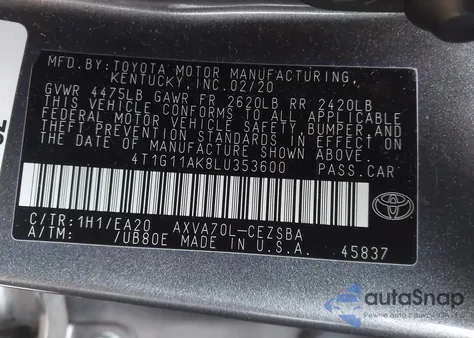 MFD.BY:TOYOTA MOTOR MANUFACTURING,
KENTUCKY,INC.02/20
GVWR 4475LB GAWR FR 2620LB RR 2420LB
THIS VEHICLE CONFORMS TO ALL APPLICABLE
FEDERAL MOTOR VEHICLE SAFETY,BUMPER,AND
THEFT PREVENTION STANDARDS IN EFFECT ON
THE DATE OF MANUFACTURE SHOWN ABOVE.
4T1G11AK8LU353600 PASS.CAR
C/TR:1H1/EA20 AXVA70L-CEZSBA
A/TM: /UB80E MADE IN U.S.A. 45837
autoSnap